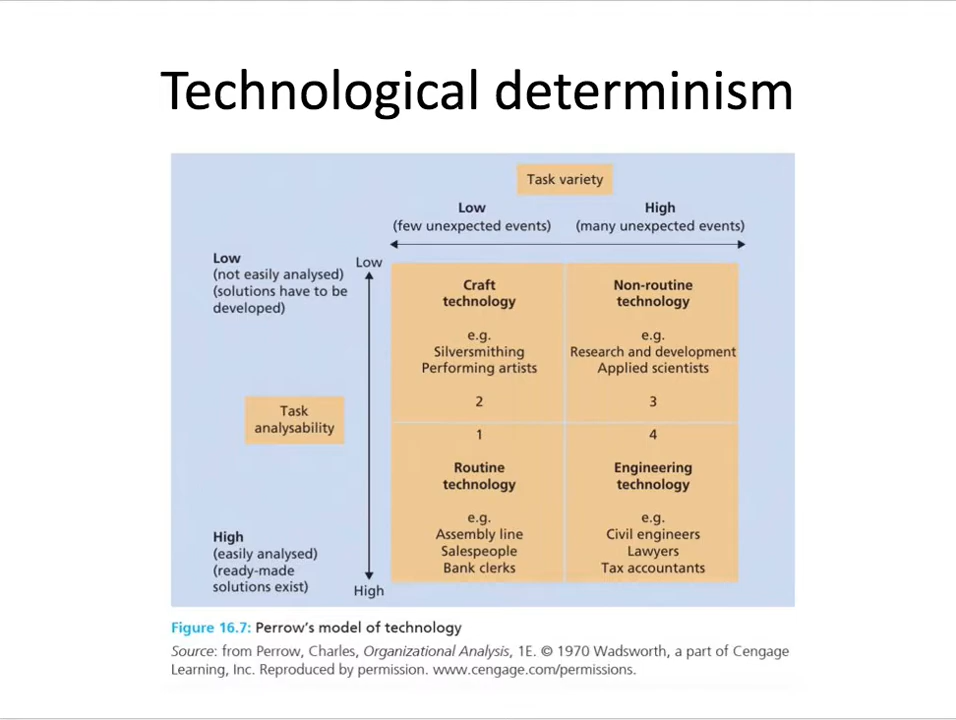 Technological determinism
Task variety
Low
(few unexpected events)
High
(many unexpected events)
Low
(not easily analysed)
(solutions have to be
developed)
Low
Craft
technology
e.g.
Silversmithing
Performing artists
2
Non-routine
technology
e.g.
Research and development
Applied scientists
3
Task
analysability
1
Routine
technology
e.g.
Assembly line
Salespeople
Bank clerks
4
Engineering
technology
e.g.
Civil engineers
Lawyers
Tax accountants
High
(easily analysed)
(ready-made
solutions exist)
High
Figure 16.7: Perrow's model of technology
Source: from Perrow, Charles, Organizational Analysis, 1E. © 1970 Wadsworth, a part of Cengage
Learning, Inc. Reproduced by permission. www.cengage.com/permissions.